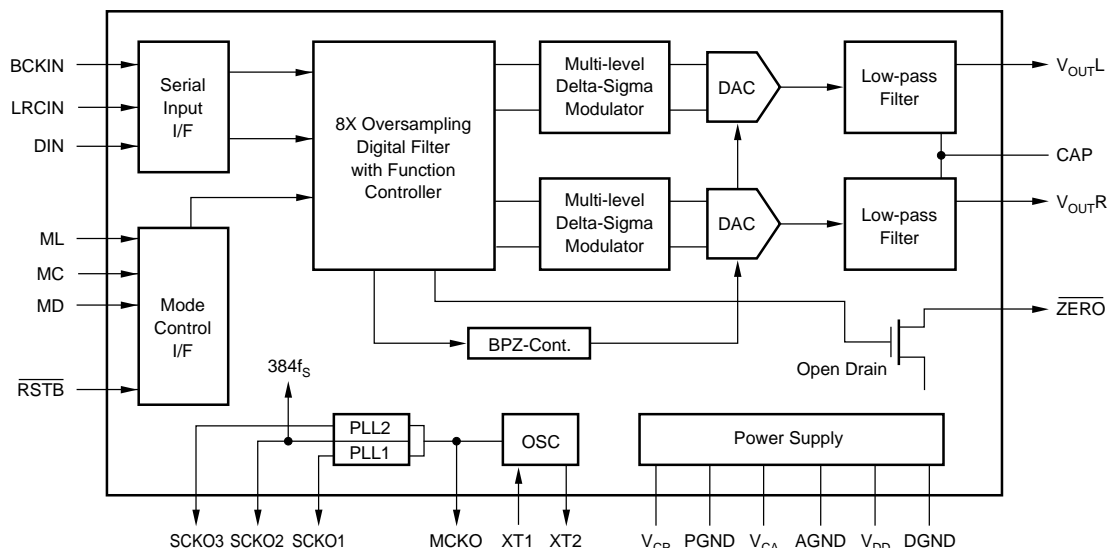 BCKIN
LRCIN
DIN
Serial
Input
I/F
8X Oversampling
Digital Filter
with Function
Controller
Multi-level
Delta-Sigma
Modulator
DAC
Low-pass
Filter
VOUTL
CAP
Multi-level
Delta-Sigma
Modulator
DAC
Low-pass
Filter
VOUTR
ML
MC
MD
RSTB
Mode
Control
I/F
BPZ-Cont.
Open Drain
ZERO
384fS
PLL2
PLL1
OSC
Power Supply
SCKO3
SCKO2
SCKO1
MCKO
XT1
XT2
VCP
PGND
VCA
AGND
VDD
DGND